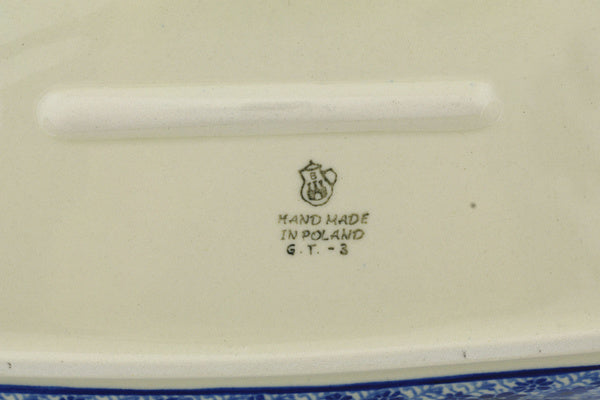 B
HAND MADE
IN POLAND
G. T. - 3